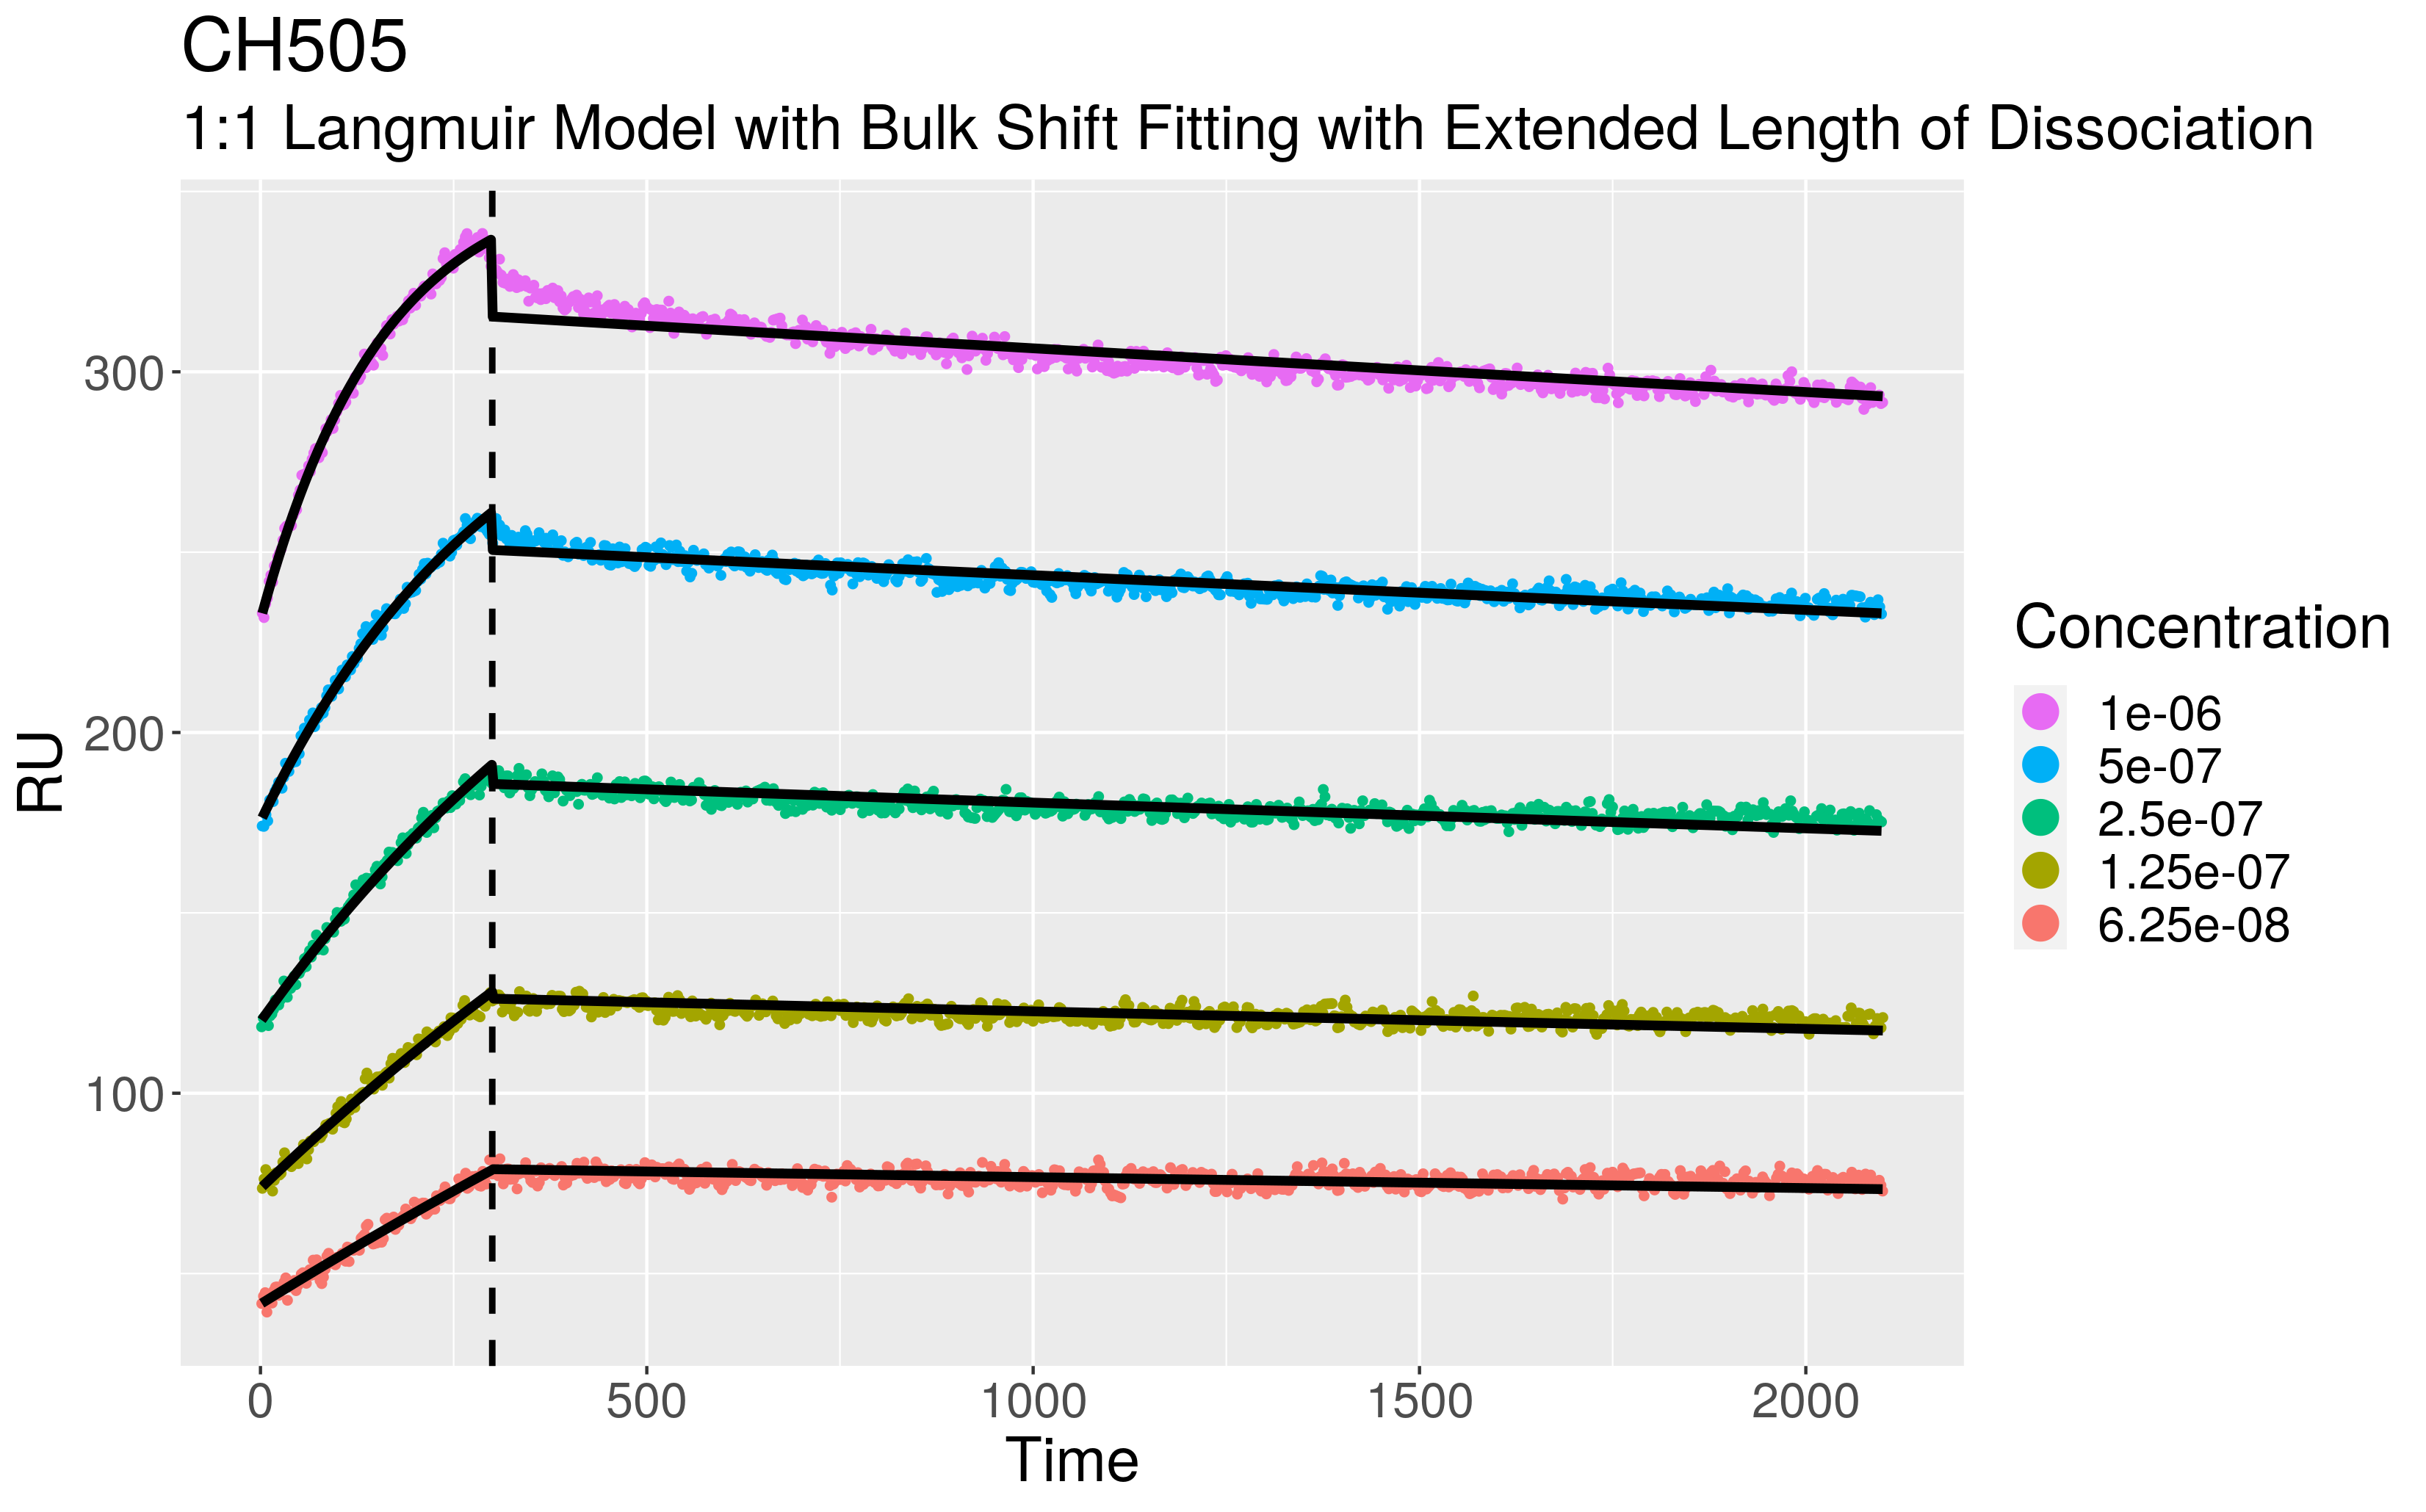 CH505
1:1 Langmuir Model with Bulk Shift Fitting with Extended Length of Dissociation
300
200
100
RU
0 500 1000 1500 2000
Time
Concentration
1e-06
5e-07
2.5e-07
1.25e-07
6.25e-08